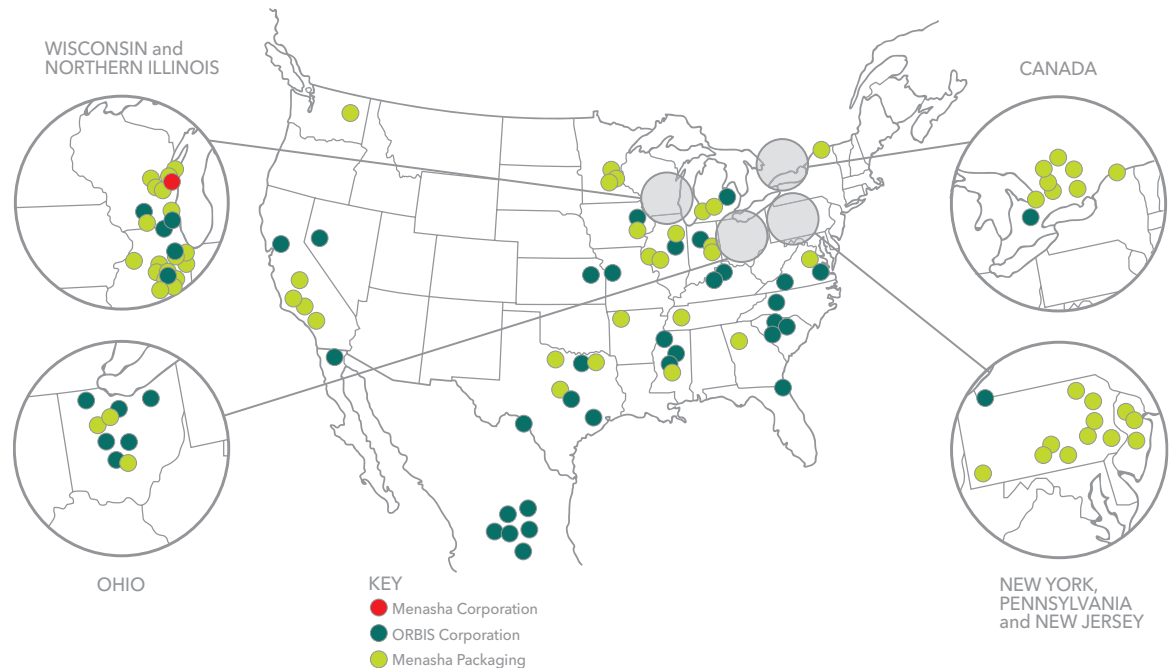 WISCONSIN and
NORTHERN ILLINOIS
CANADA
OHIO
NEW YORK,
PENNSYLVANIA
and NEW JERSEY
KEY
Menasha Corporation
ORBIS Corporation
Menasha Packaging